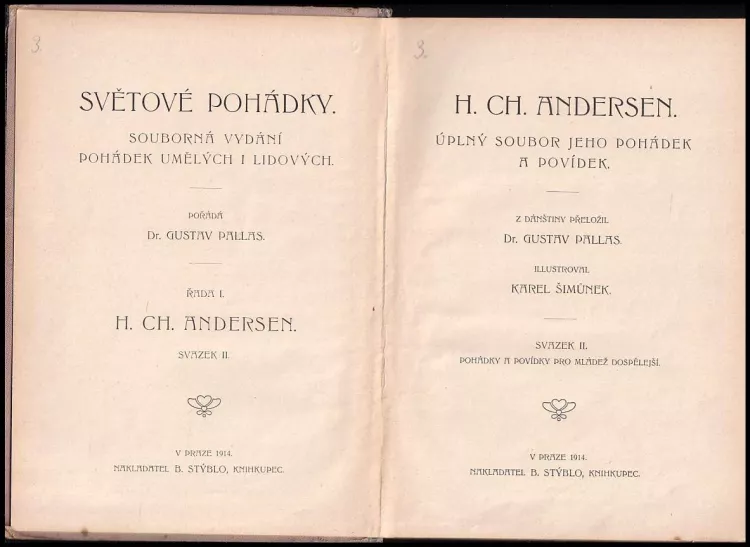 3.
SVĚTOVÉ POHÁDKY.
SOUBORNÁ VYDÁNÍ
POHÁDEK UMĚLÝCH I LIDOVÝCH.
POŘÁDÁ
Dr. GUSTAV PALLAS.
ŘADA I.
H. CH. ANDERSEN.
SVAZEK II.
V PRAZE 1914.
NAKLADATEL B. STÝBLO, KNIHKUPEC.
3.
H. CH. ANDERSEN.
ÚPLNÝ SOUBOR JEHO POHÁDEK
A POVÍDEK.
Z DÁNŠTINY PŘELOŽIL
Dr. GUSTAV PALLAS.
ILLUSTROVAL
KAREL ŠIMŮNEK.
SVAZEK II.
POHÁDKY A POVÍDKY PRO MLÁDEŽ DOSPĚLEJŠÍ.
V PRAZE 1914.
NAKLADATEL B. STÝBLO, KNIHKUPEC.